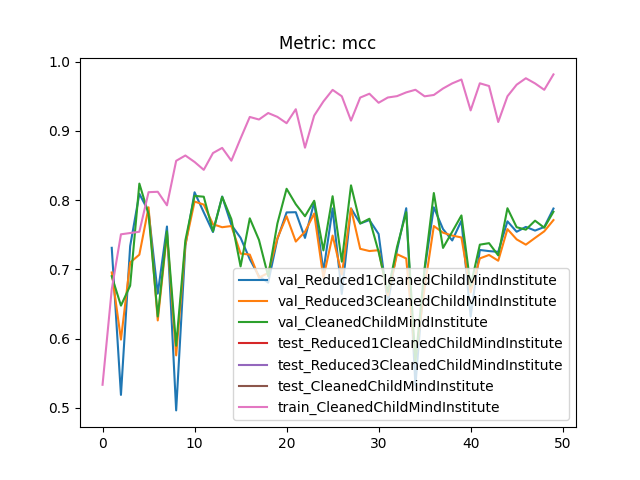 Metric: mcc
1.0
0.9
0.8
0.7
0.6
0.5
val_Reduced1CleanedChildMindInstitute
val_Reduced3CleanedChildMindInstitute
val_CleanedChildMindInstitute
test_Reduced1CleanedChildMindInstitute
test_Reduced3CleanedChildMindInstitute
test_CleanedChildMindInstitute
train_CleanedChildMindInstitute
0 10 20 30 40 50